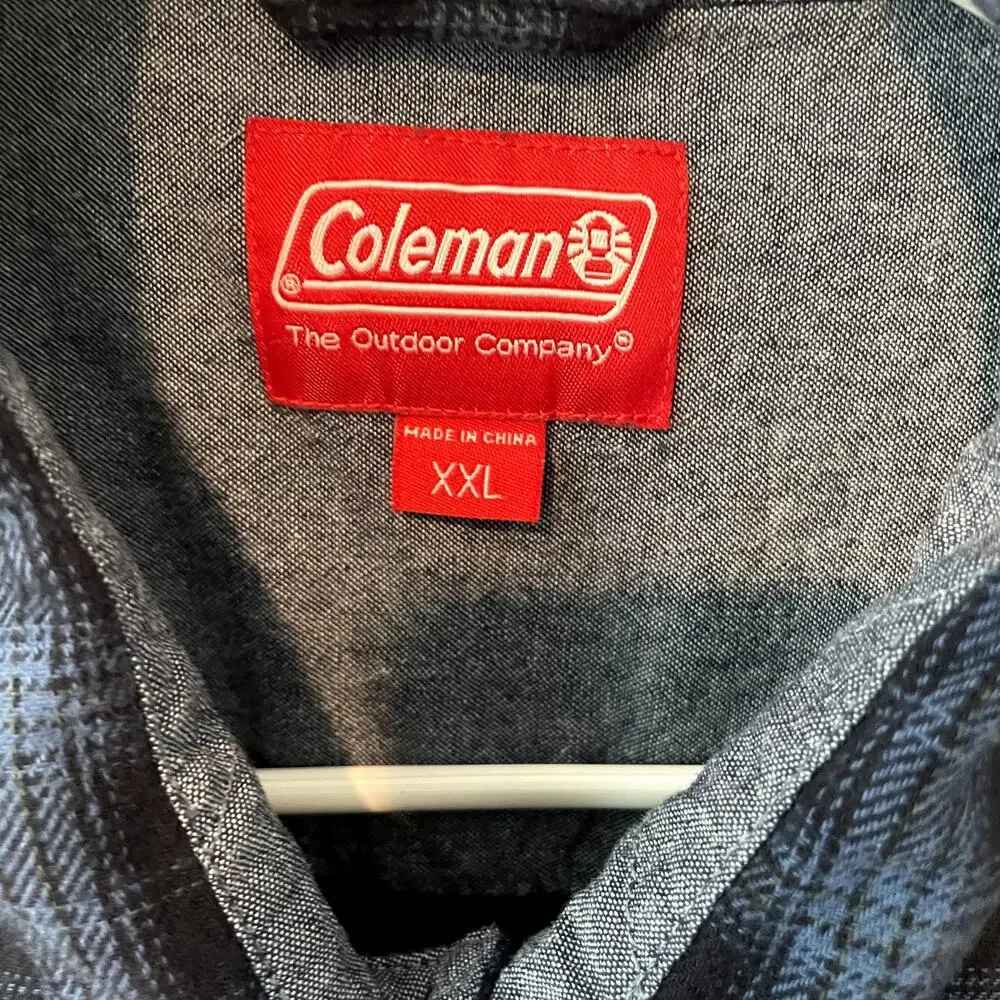 Coleman
®
The Outdoor Company®
MADE IN CHINA
XXL